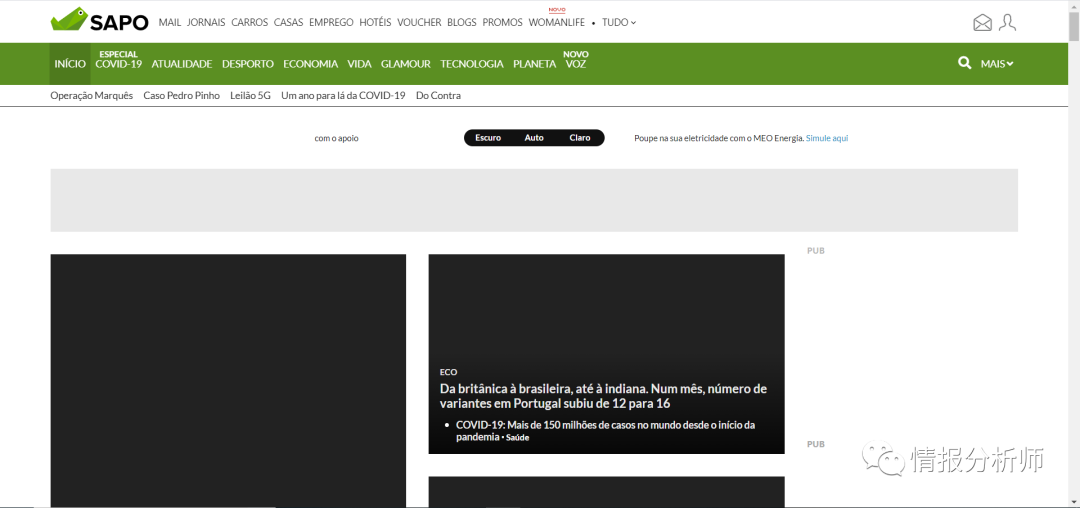 NOVO
SAPO MAIL JORNAIS CARROS CASAS EMPREGO HOTÉIS VOUCHER BLOGS PROMOS WOMANLIFE • TUDO
ESPECIAL NOVO
INÍCIO COVID-19 ATUALIDADE DESPORTO ECONOMIA VIDA GLAMOUR TECNOLOGIA PLANETA VOZ MAIS
Operação Marquês Caso Pedro Pinho Leilão 5G Um ano para lá da COVID-19 Do Contra
com o apoio Escuro Auto Claro Poupe na sua eletricidade com o MEO Energia. Simule aqui
PUB
ECO
Da britânica à brasileira, até à indiana. Num mês, número de
variantes em Portugal subiu de 12 para 16
• COVID-19: Mais de 150 milhões de casos no mundo desde o início da
pandemia • Saúde
PUB
情报分析师